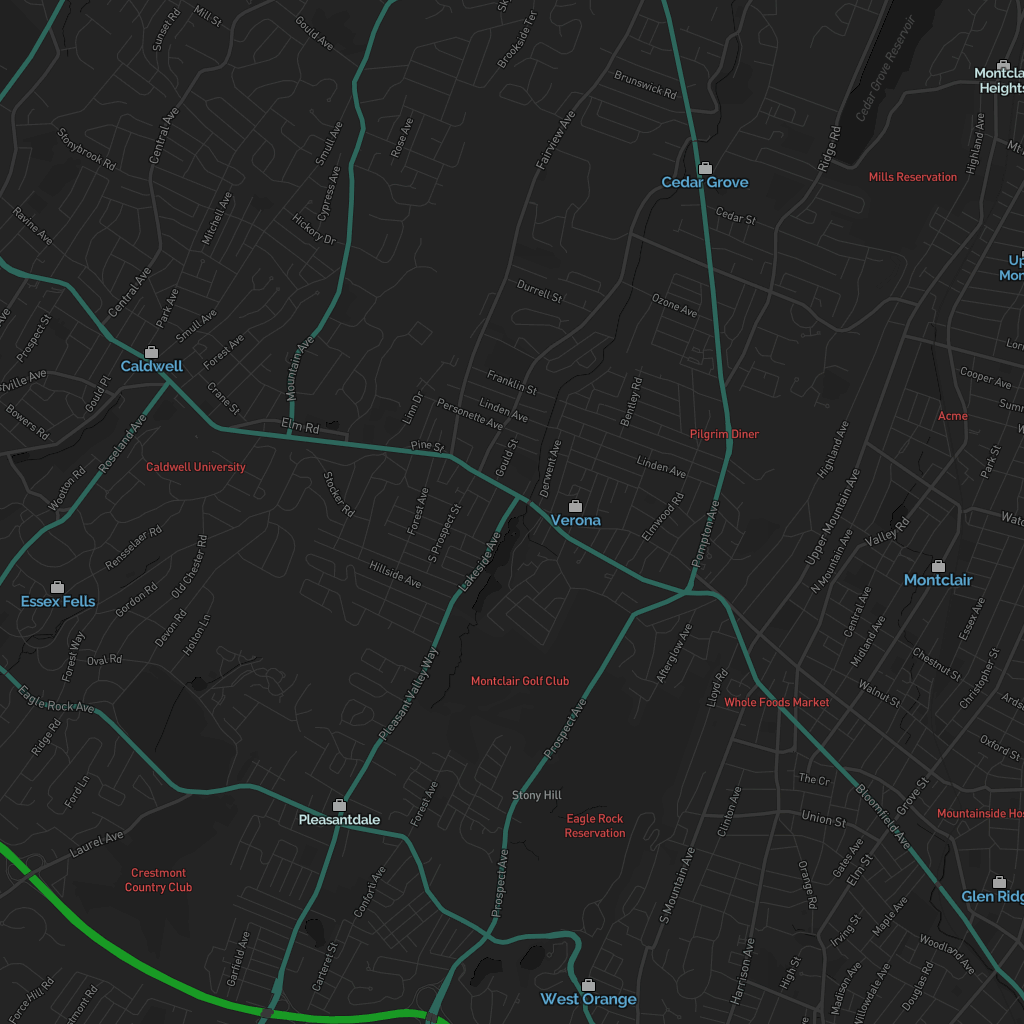 Mill St
Sunset Rd
Gould Ave
Brookside Ter
Cedar Grove Reservoir
Montcla
Heights
Brunswick Rd
Central Ave
Stonybrook Rd
Smull Ave
Rose Ave
Fairview Ave
Ridge Rd
Highland Ave
Mt
Mills Reservation
Cedar Grove
Cypress Ave
Mitchell Ave
Ravine Ave
Hickory Dr
Cedar St
Up
Mon
Central Ave
Park Ave
Durrell St
Ozone Ave
Prospect St
Smull Ave
Forest Ave
Mountain Ave
Caldwell
Gould Pl
Crane St
Cooper Ave
Franklin St
Linn Dr
Linden Ave
Personette Ave
Bentley Rd
Bowers Rd
Elm Rd
Pine St
Acme
Pilgrim Diner
Highland Ave
Roseland Ave
Gould St
Derwent Ave
Caldwell University
Linden Ave
Park St
Wootton Rd
Stocker Rd
Forest Ave
S Prospect St
Elmwood Rd
Pompton Ave
Upper Mountain Ave
Verona
Valley Rd
Rensselaer Rd
Old Chester Rd
Lakeside Ave
Hillside Ave
N Mountain Ave
Montclair
Essex Fells
Gordon Rd
Devon Rd
Holton Ln
Central Ave
Midland Ave
Essex Ave
Forest Way
Oval Rd
Afterglow Ave
Chestnut St
Christopher St
Pleasant Valley Way
Montclair Golf Club
Lloyd Rd
Walnut St
Whole Foods Market
Eagle Rock Ave
Ridge Rd
Prospect Ave
Oxford St
Ford Ln
Forest Ave
Stony Hill
The Cr
Bloomfield Ave
Grove St
Pleasantdale
Eagle Rock
Reservation
Clinton Ave
Union St
Mountainside Hos
Laurel Ave
Gates Ave
Elm St
Crestmont
Country Club
Conforti Ave
Prospect Ave
S Mountain Ave
Orange Rd
Glen Ridg
Irving St
Maple Ave
Garfield Ave
Carteret St
Harrison Ave
High St
Woodland Ave
Madison Ave
Willowdale Ave
Douglas Rd
Force Hill Rd
West Orange